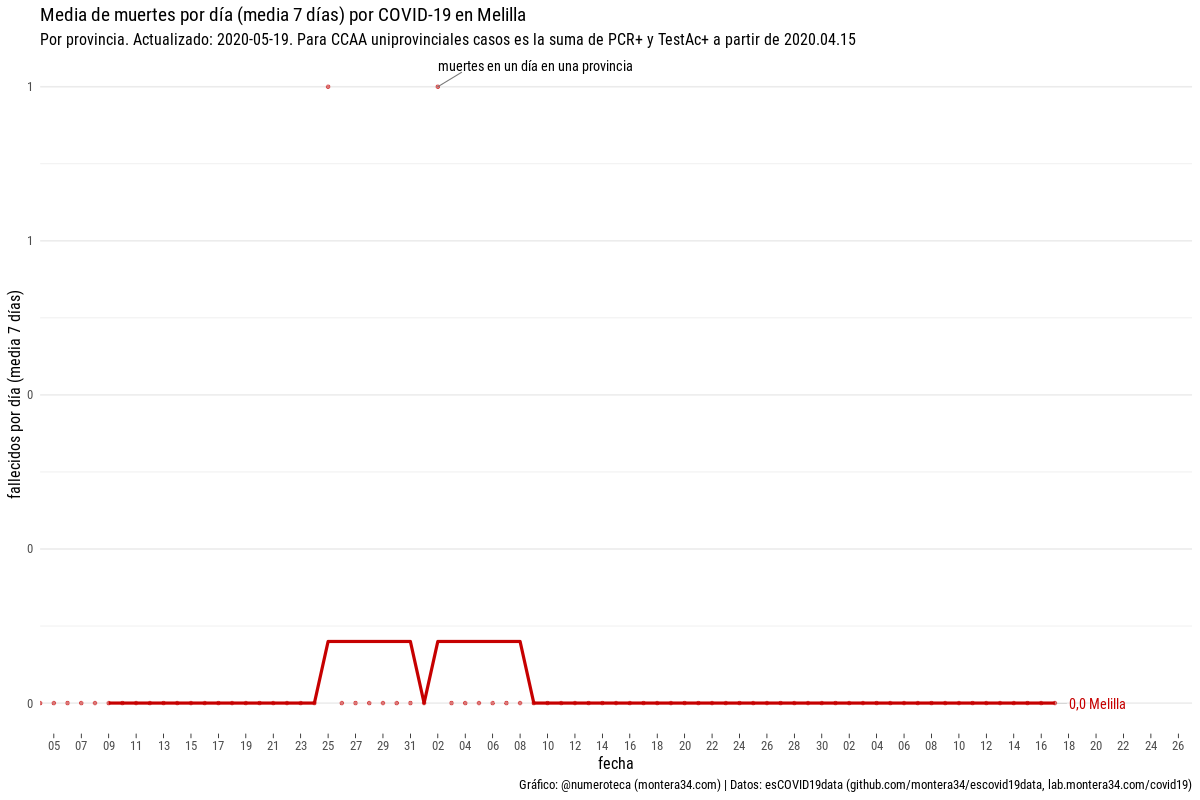 Media de muertes por día (media 7 días) por COVID-19 en Melilla
Por provincia. Actualizado: 2020-05-19. Para CCAA uniprovinciales casos es la suma de PCR+ y TestAc+ a partir de 2020.04.15
muertes en un día en una provincia
1
1
0
0
0
fallecidos por día (media 7 días)
0,0 Melilla
05 07 09 11 13 15 17 19 21 23 25 27 29 31 02 04 06 08 10 12 14 16 18 20 22 24 26 28 30 02 04 06 08 10 12 14 16 18 20 22 24 26
fecha
Gráfico: @numeroteca (montera34.com) | Datos: esCOVID19data (github.com/montera34/escovid19data, lab.montera34.com/covid19)